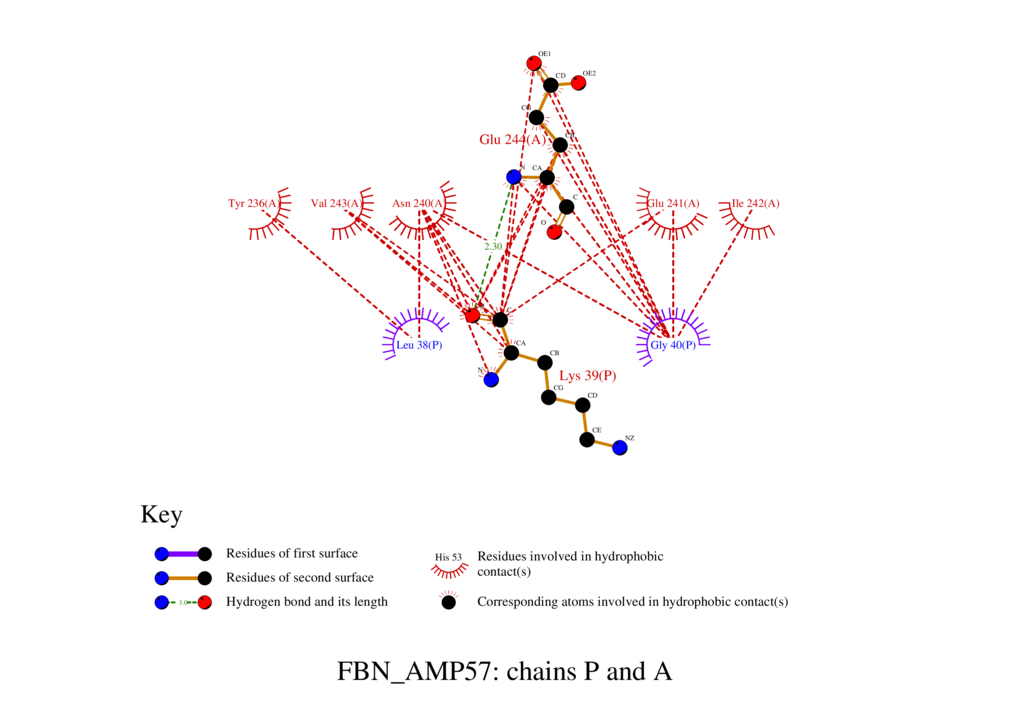 OE1
CD
OE2
CG
CB
Glu 244(A)
N
CA
C
O
Tyr 236(A)
Val 243(A)
Asn 240(A)
Glu 241(A)
Ile 242(A)
2.30
C
Leu 38(P)
CA
Gly 40(P)
CB
N
Lys 39(P)
CG
CD
CE
NZ
Key
Residues of first surface
Residues of second surface
3.0
Hydrogen bond and its length
His 53
Residues involved in hydrophobic
contact(s)
Corresponding atoms involved in hydrophobic contact(s)
FBN_AMP57: chains P and A